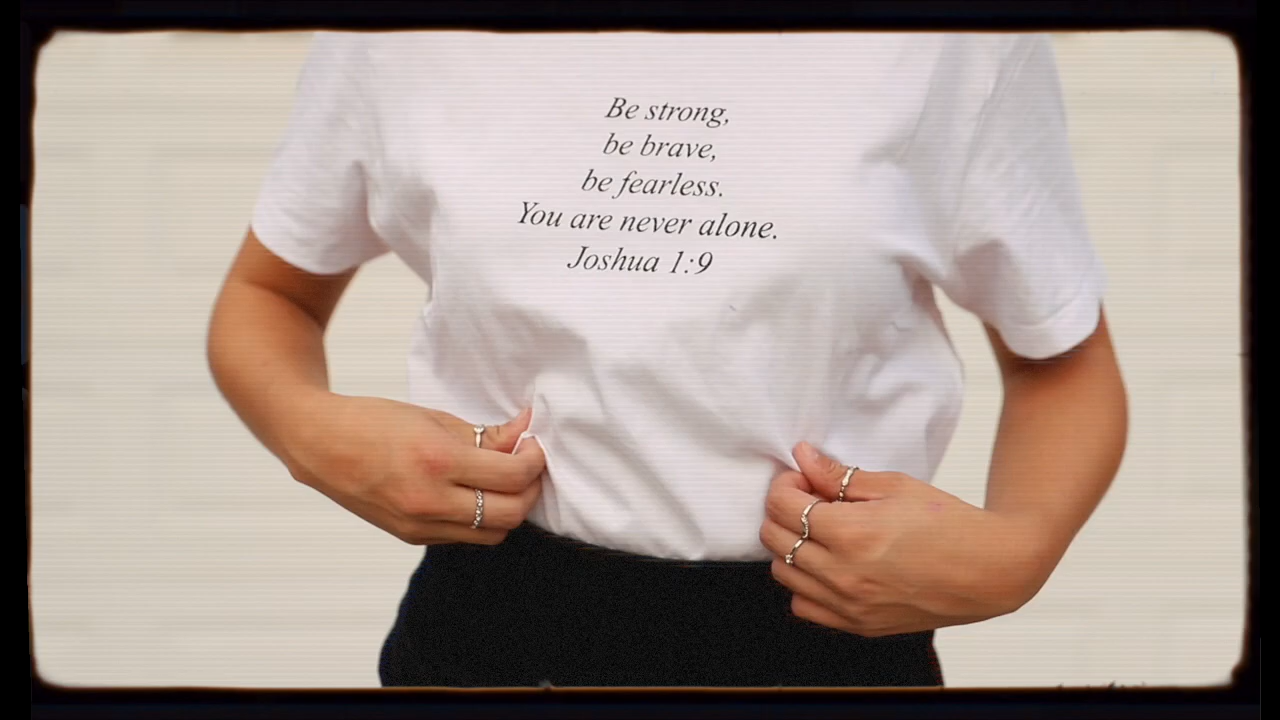 Be strong,
be brave,
be fearless.
You are never alone.
Joshua 1:9